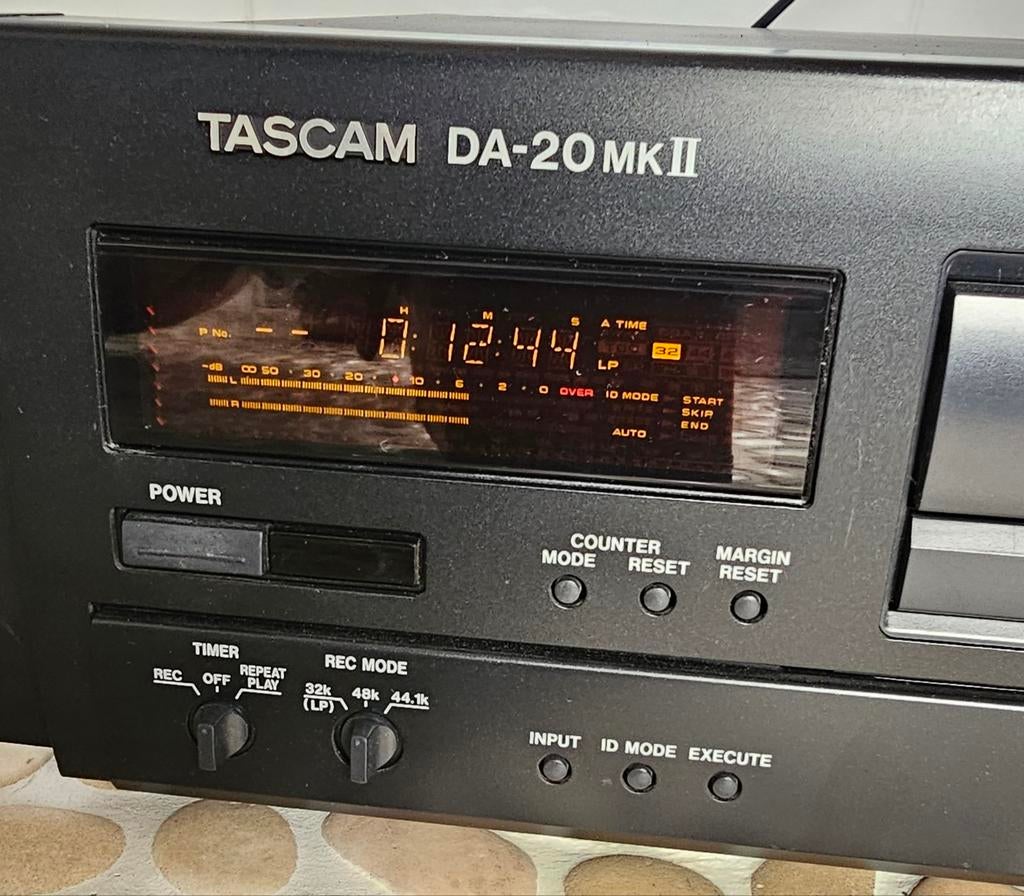 TASCAM DA-20 MKII
H M S A TIME
P No. -- 0:12:44 LP 32
-dB ∞ 50 · 30 · 20 · 10 · 6 · 2 · 0 OVER ID MODE START
L SKIP
R AUTO END
POWER
COUNTER
MODE RESET
MARGIN
RESET
TIMER
REC OFF REPEAT
PLAY
REC MODE
32k
(LP) 48k 44.1k
INPUT ID MODE EXECUTE